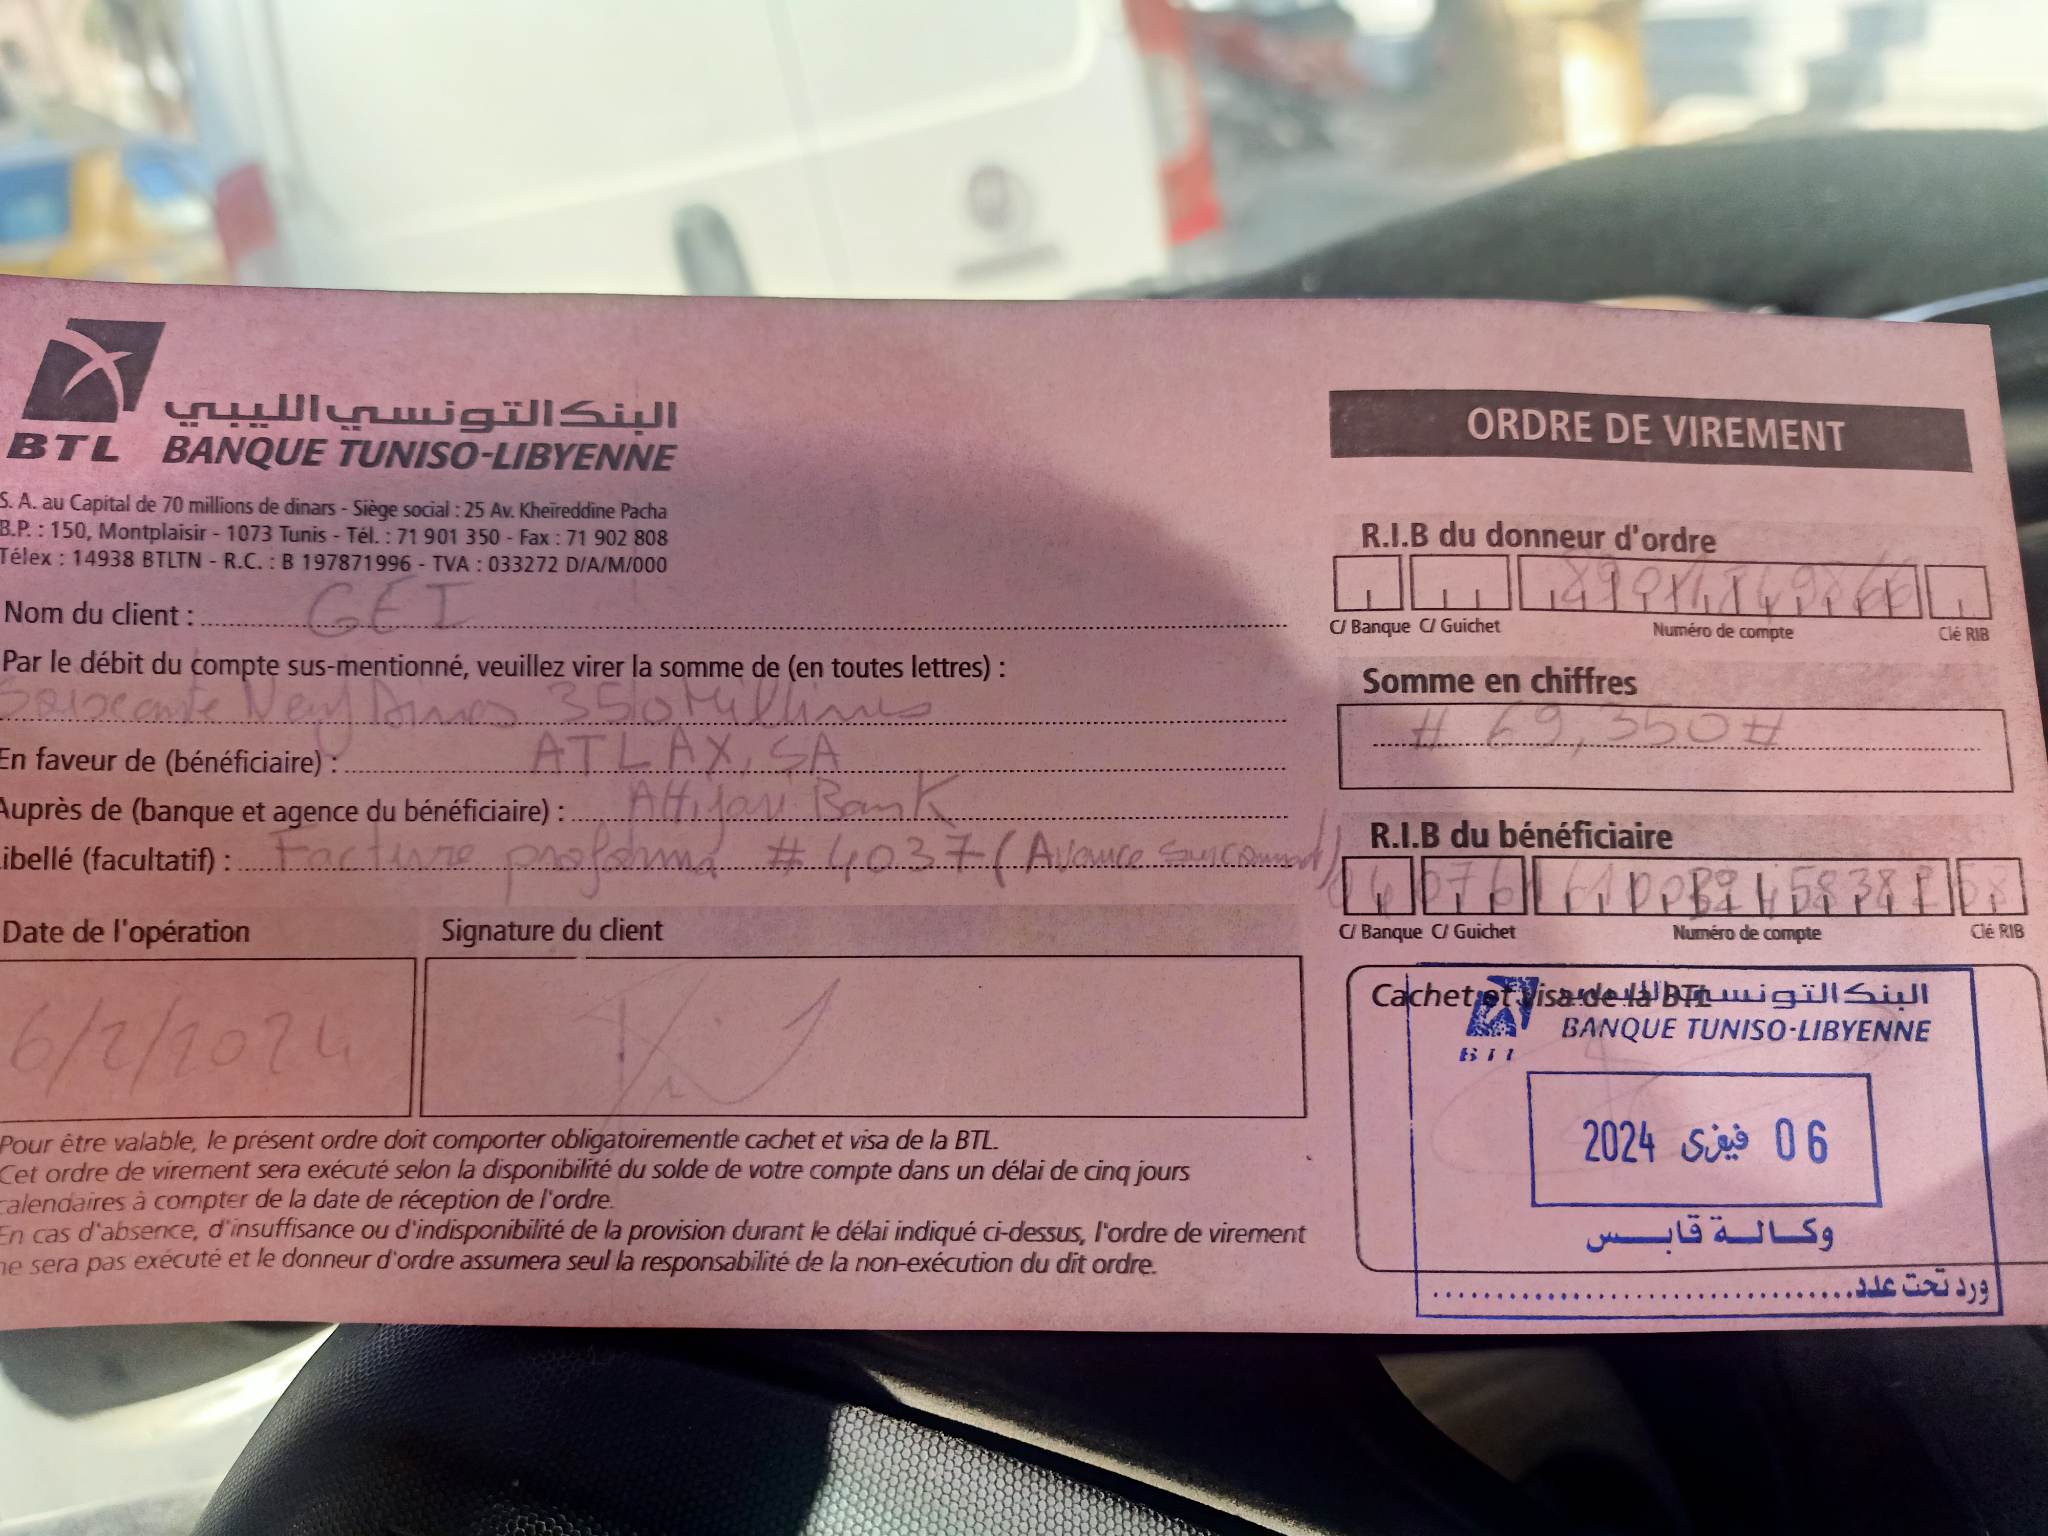 البنك التونسي الليبي
BTL BANQUE TUNISO-LIBYENNE
S. A. au Capital de 70 millions de dinars - Siège social : 25 Av. Kheïreddine Pacha
B.P. : 150, Montplaisir - 1073 Tunis - Tél. : 71 901 350 - Fax : 71 902 808
Télex : 14938 BTLTN - R.C. : B 197871996 - TVA : 033272 D/A/M/000
Nom du client : GEI
Par le débit du compte sus-mentionné, veuillez virer la somme de (en toutes lettres) :
Soixante Neuf Dinars 350 Millimes
En faveur de (bénéficiaire) : ATLAX, SA
Auprès de (banque et agence du bénéficiaire) : Attijari Bank
ibellé (facultatif) : Facture proforma # 4037 (Avance
Date de l'opération
6/2/2024
Signature du client
Pour être valable, le présent ordre doit comporter obligatoirementle cachet et visa de la BTL.
Cet ordre de virement sera exécuté selon la disponibilité du solde de votre compte dans un délai de cinq jours
calendaires à compter de la date de réception de l'ordre.
En cas d'absence, d'insuffisance ou d'indisponibilité de la provision durant le délai indiqué ci-dessus, l'ordre de virement
ne sera pas exécuté et le donneur d'ordre assumera seul la responsabilité de la non-exécution du dit ordre.
ORDRE DE VIREMENT
R.I.B du donneur d'ordre
C/ Banque C/ Guichet Numéro de compte Clé RIB
Somme en chiffres
# 69,350 #
R.I.B du bénéficiaire
04 076
C/ Banque C/ Guichet Numéro de compte Clé RIB
Cachet et visa de la BTL
البنك التونسي الليبي
BANQUE TUNISO-LIBYENNE
BTL
06 فيفري 2024
وكالة قابس
ورد تحت عدد